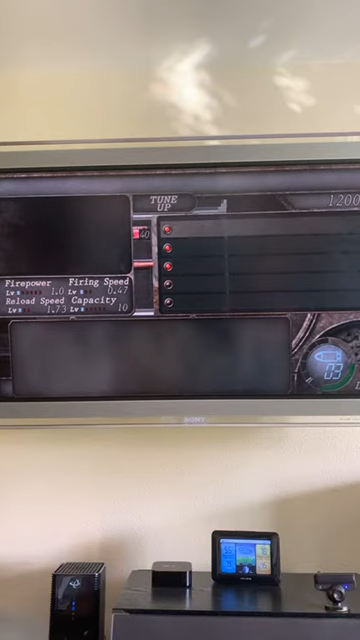 TUNE
UP
1200
40
Firepower Firing Speed
Lv 1.0 Lv 0.47
Reload Speed Capacity
Lv 1.73 Lv 10
03
SONY